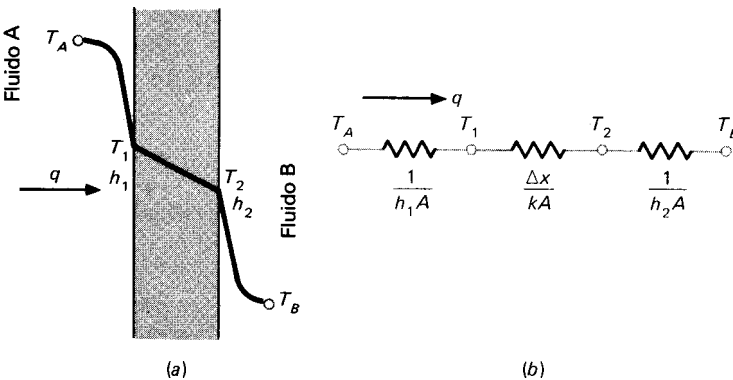 Fluido A
T_A
T_1
h_1
q
T_2
h_2
Fluido B
T_B
(a)
q
T_A
T_1
T_2
1
h_1A
Δx
kA
1
h_2A
(b)